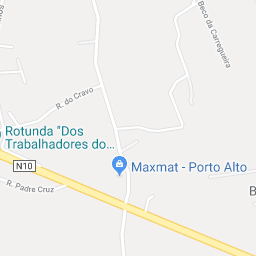 Beco da Carregueira
R. do Cravo
Rotunda "Dos
Trabalhadores do...
N10
Maxmat - Porto Alto
R. Padre Cruz
B